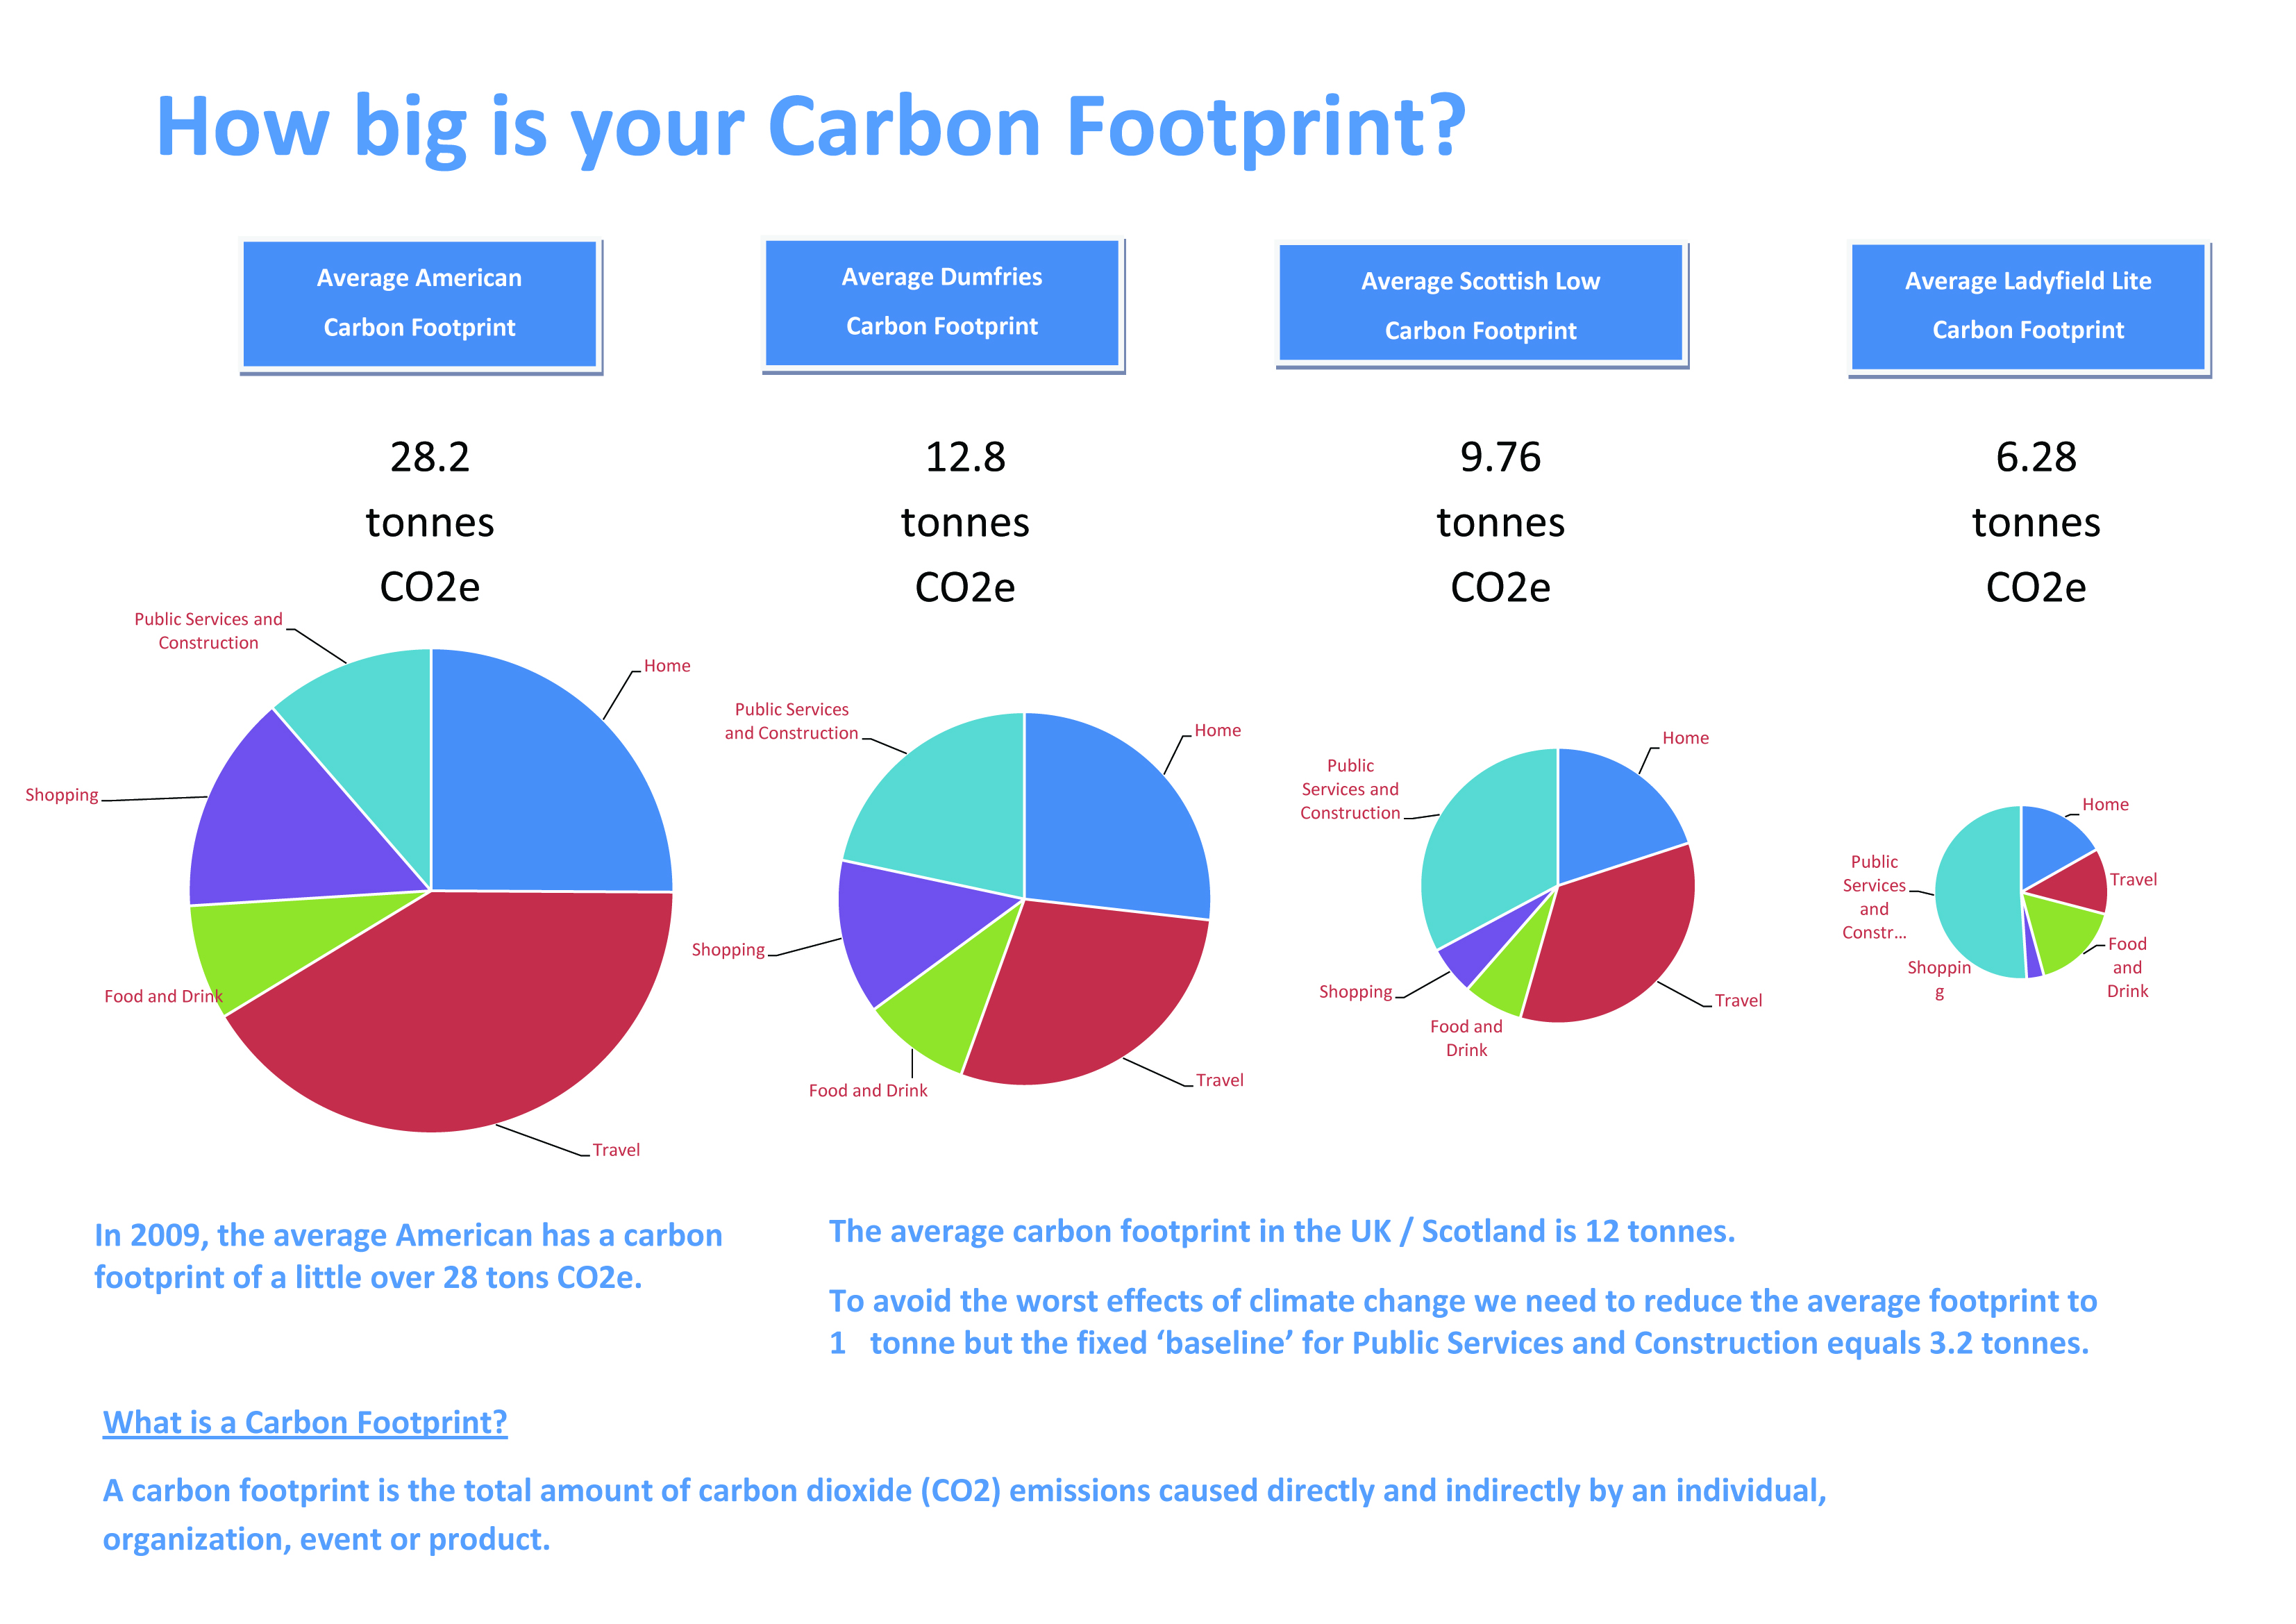 How big is your Carbon Footprint?
Average American
Carbon Footprint
Average Dumfries
Carbon Footprint
Average Scottish Low
Carbon Footprint
Average Ladyfield Lite
Carbon Footprint
28.2
tonnes
CO2e
12.8
tonnes
CO2e
9.76
tonnes
CO2e
6.28
tonnes
CO2e
Public Services and
Construction
Home
Shopping
Food and Drink
Travel
Public Services
and Construction
Home
Shopping
Food and Drink
Travel
Public
Services and
Construction
Home
Shopping
Food and
Drink
Travel
Public
Services
and
Constr...
Home
Travel
Food
and
Drink
Shoppin
g
In 2009, the average American has a carbon
footprint of a little over 28 tons CO2e.
The average carbon footprint in the UK / Scotland is 12 tonnes.
To avoid the worst effects of climate change we need to reduce the average footprint to
1 tonne but the fixed ‘baseline’ for Public Services and Construction equals 3.2 tonnes.
What is a Carbon Footprint?
A carbon footprint is the total amount of carbon dioxide (CO2) emissions caused directly and indirectly by an individual,
organization, event or product.